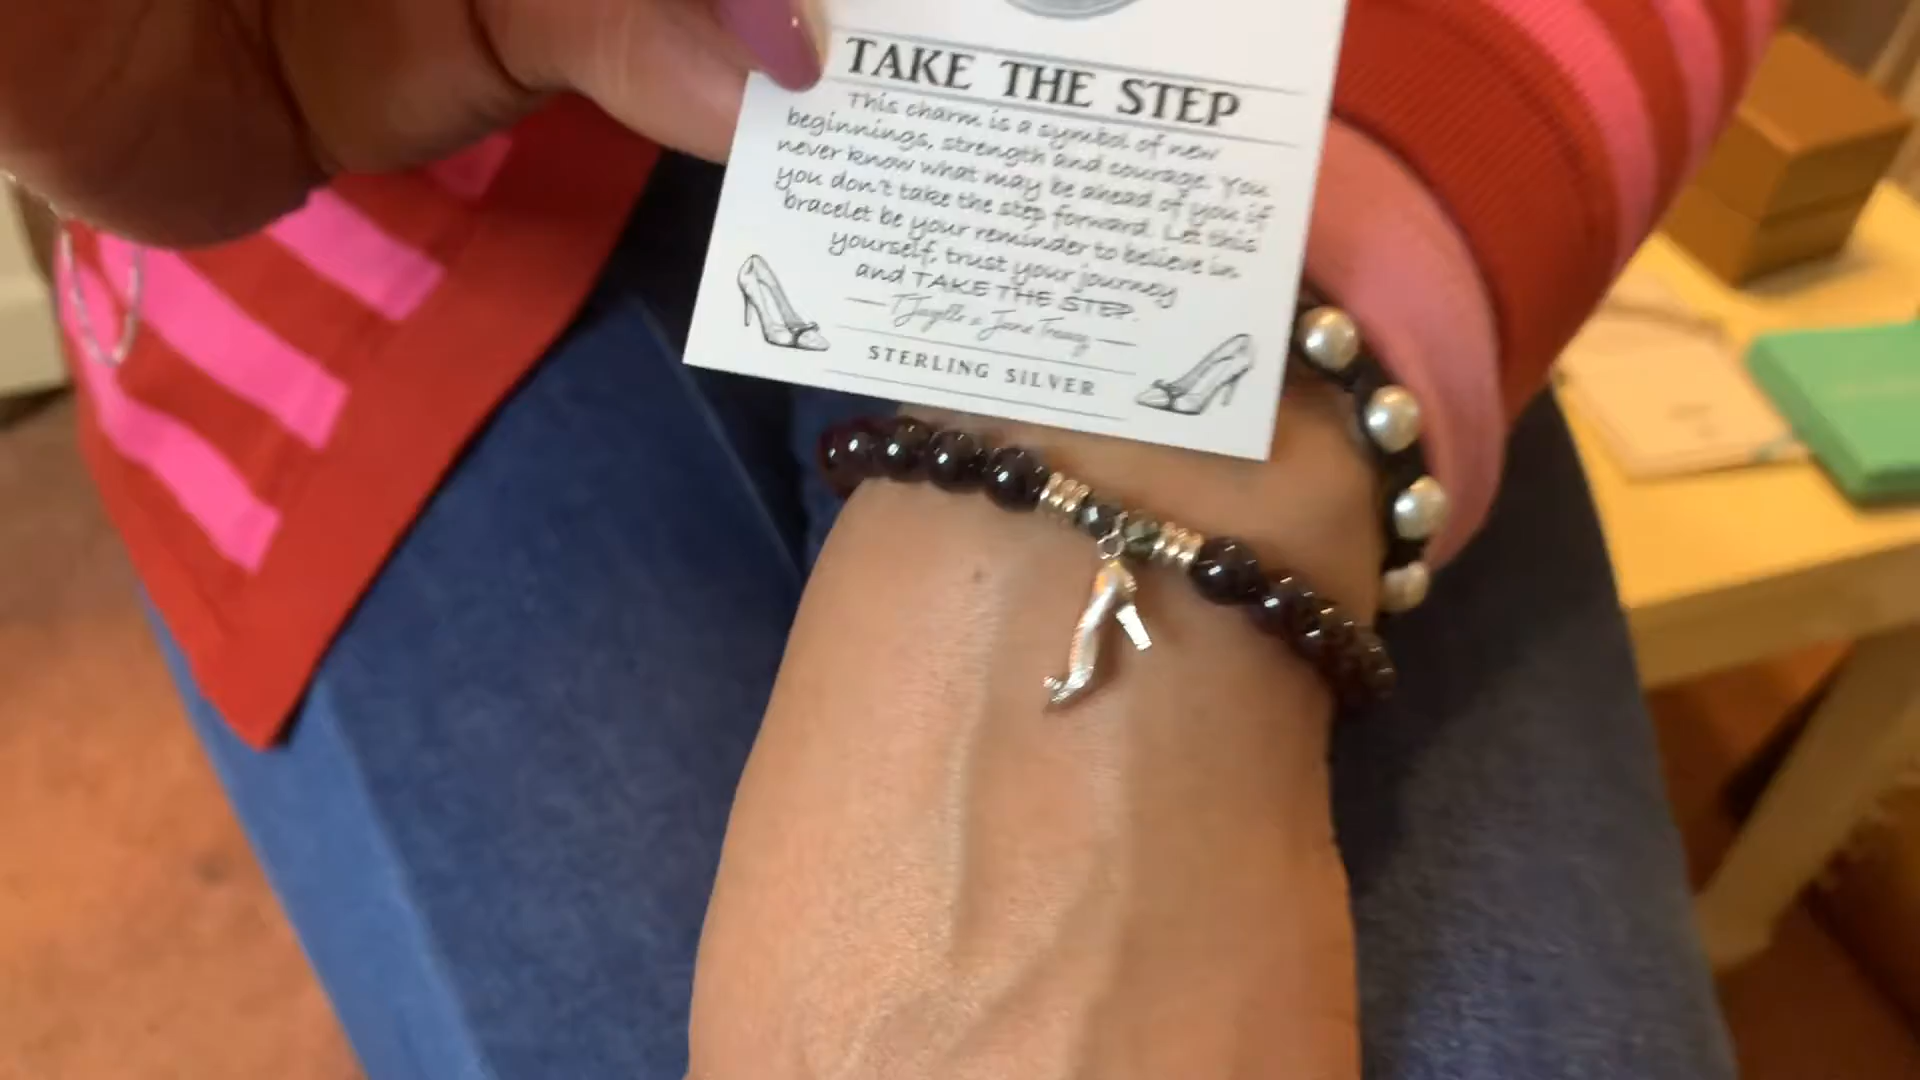 TAKE THE STEP
This charm is a symbol of new
beginnings, strength and courage. You
never know what may be ahead of you if
you don't take the step forward. Let this
bracelet be your reminder to believe in
yourself, trust your journey
and TAKE THE STEP.
STERLING SILVER